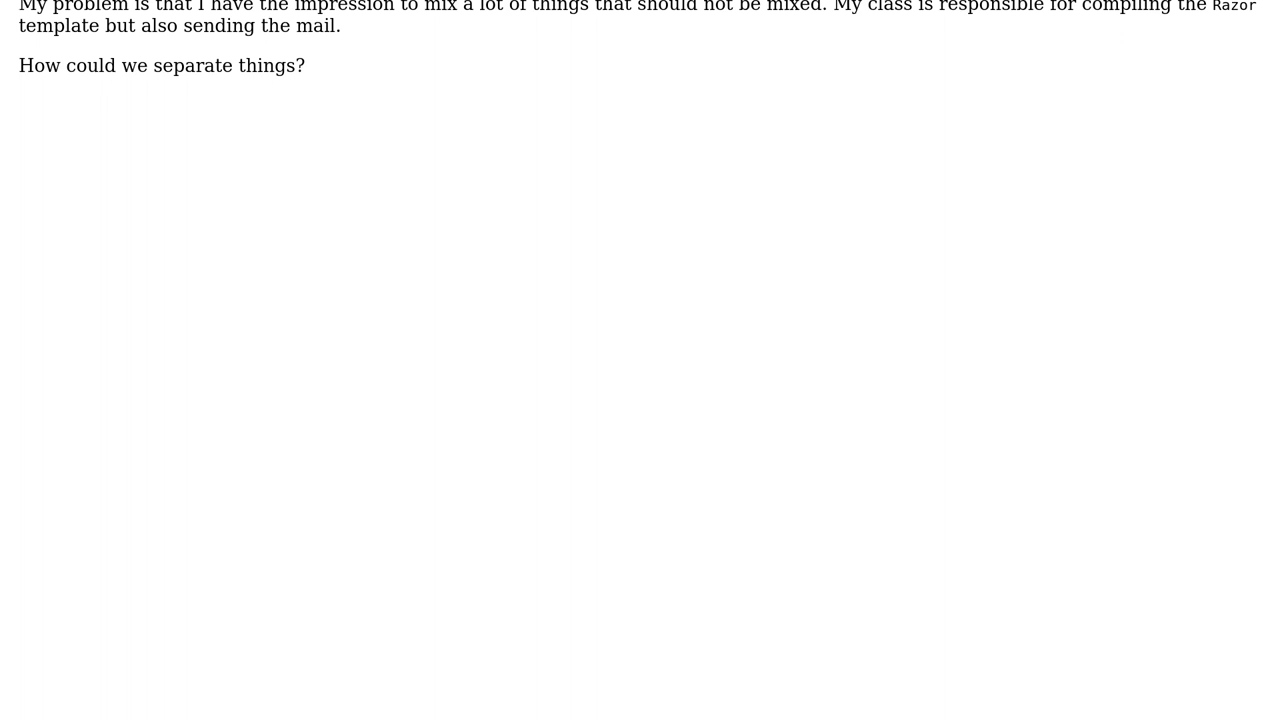 My problem is that I have the impression to mix a lot of things that should not be mixed. My class is responsible for compiling the Razor
template but also sending the mail.
How could we separate things?